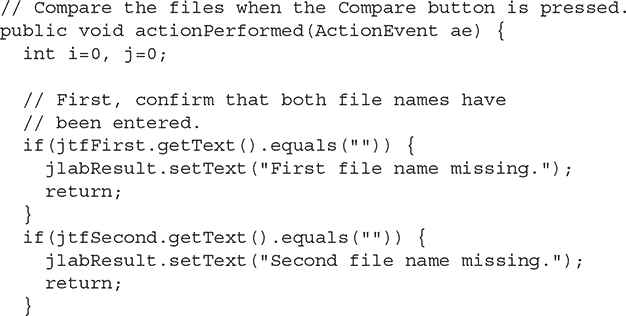 // Compare the files when the Compare button is pressed.
public void actionPerformed(ActionEvent ae) {
  int i=0, j=0;

  // First, confirm that both file names have
  // been entered.
  if(jtfFirst.getText().equals("")) {
    jlabResult.setText("First file name missing.");
    return;
  }
  if(jtfSecond.getText().equals("")) {
    jlabResult.setText("Second file name missing.");
    return;
  }